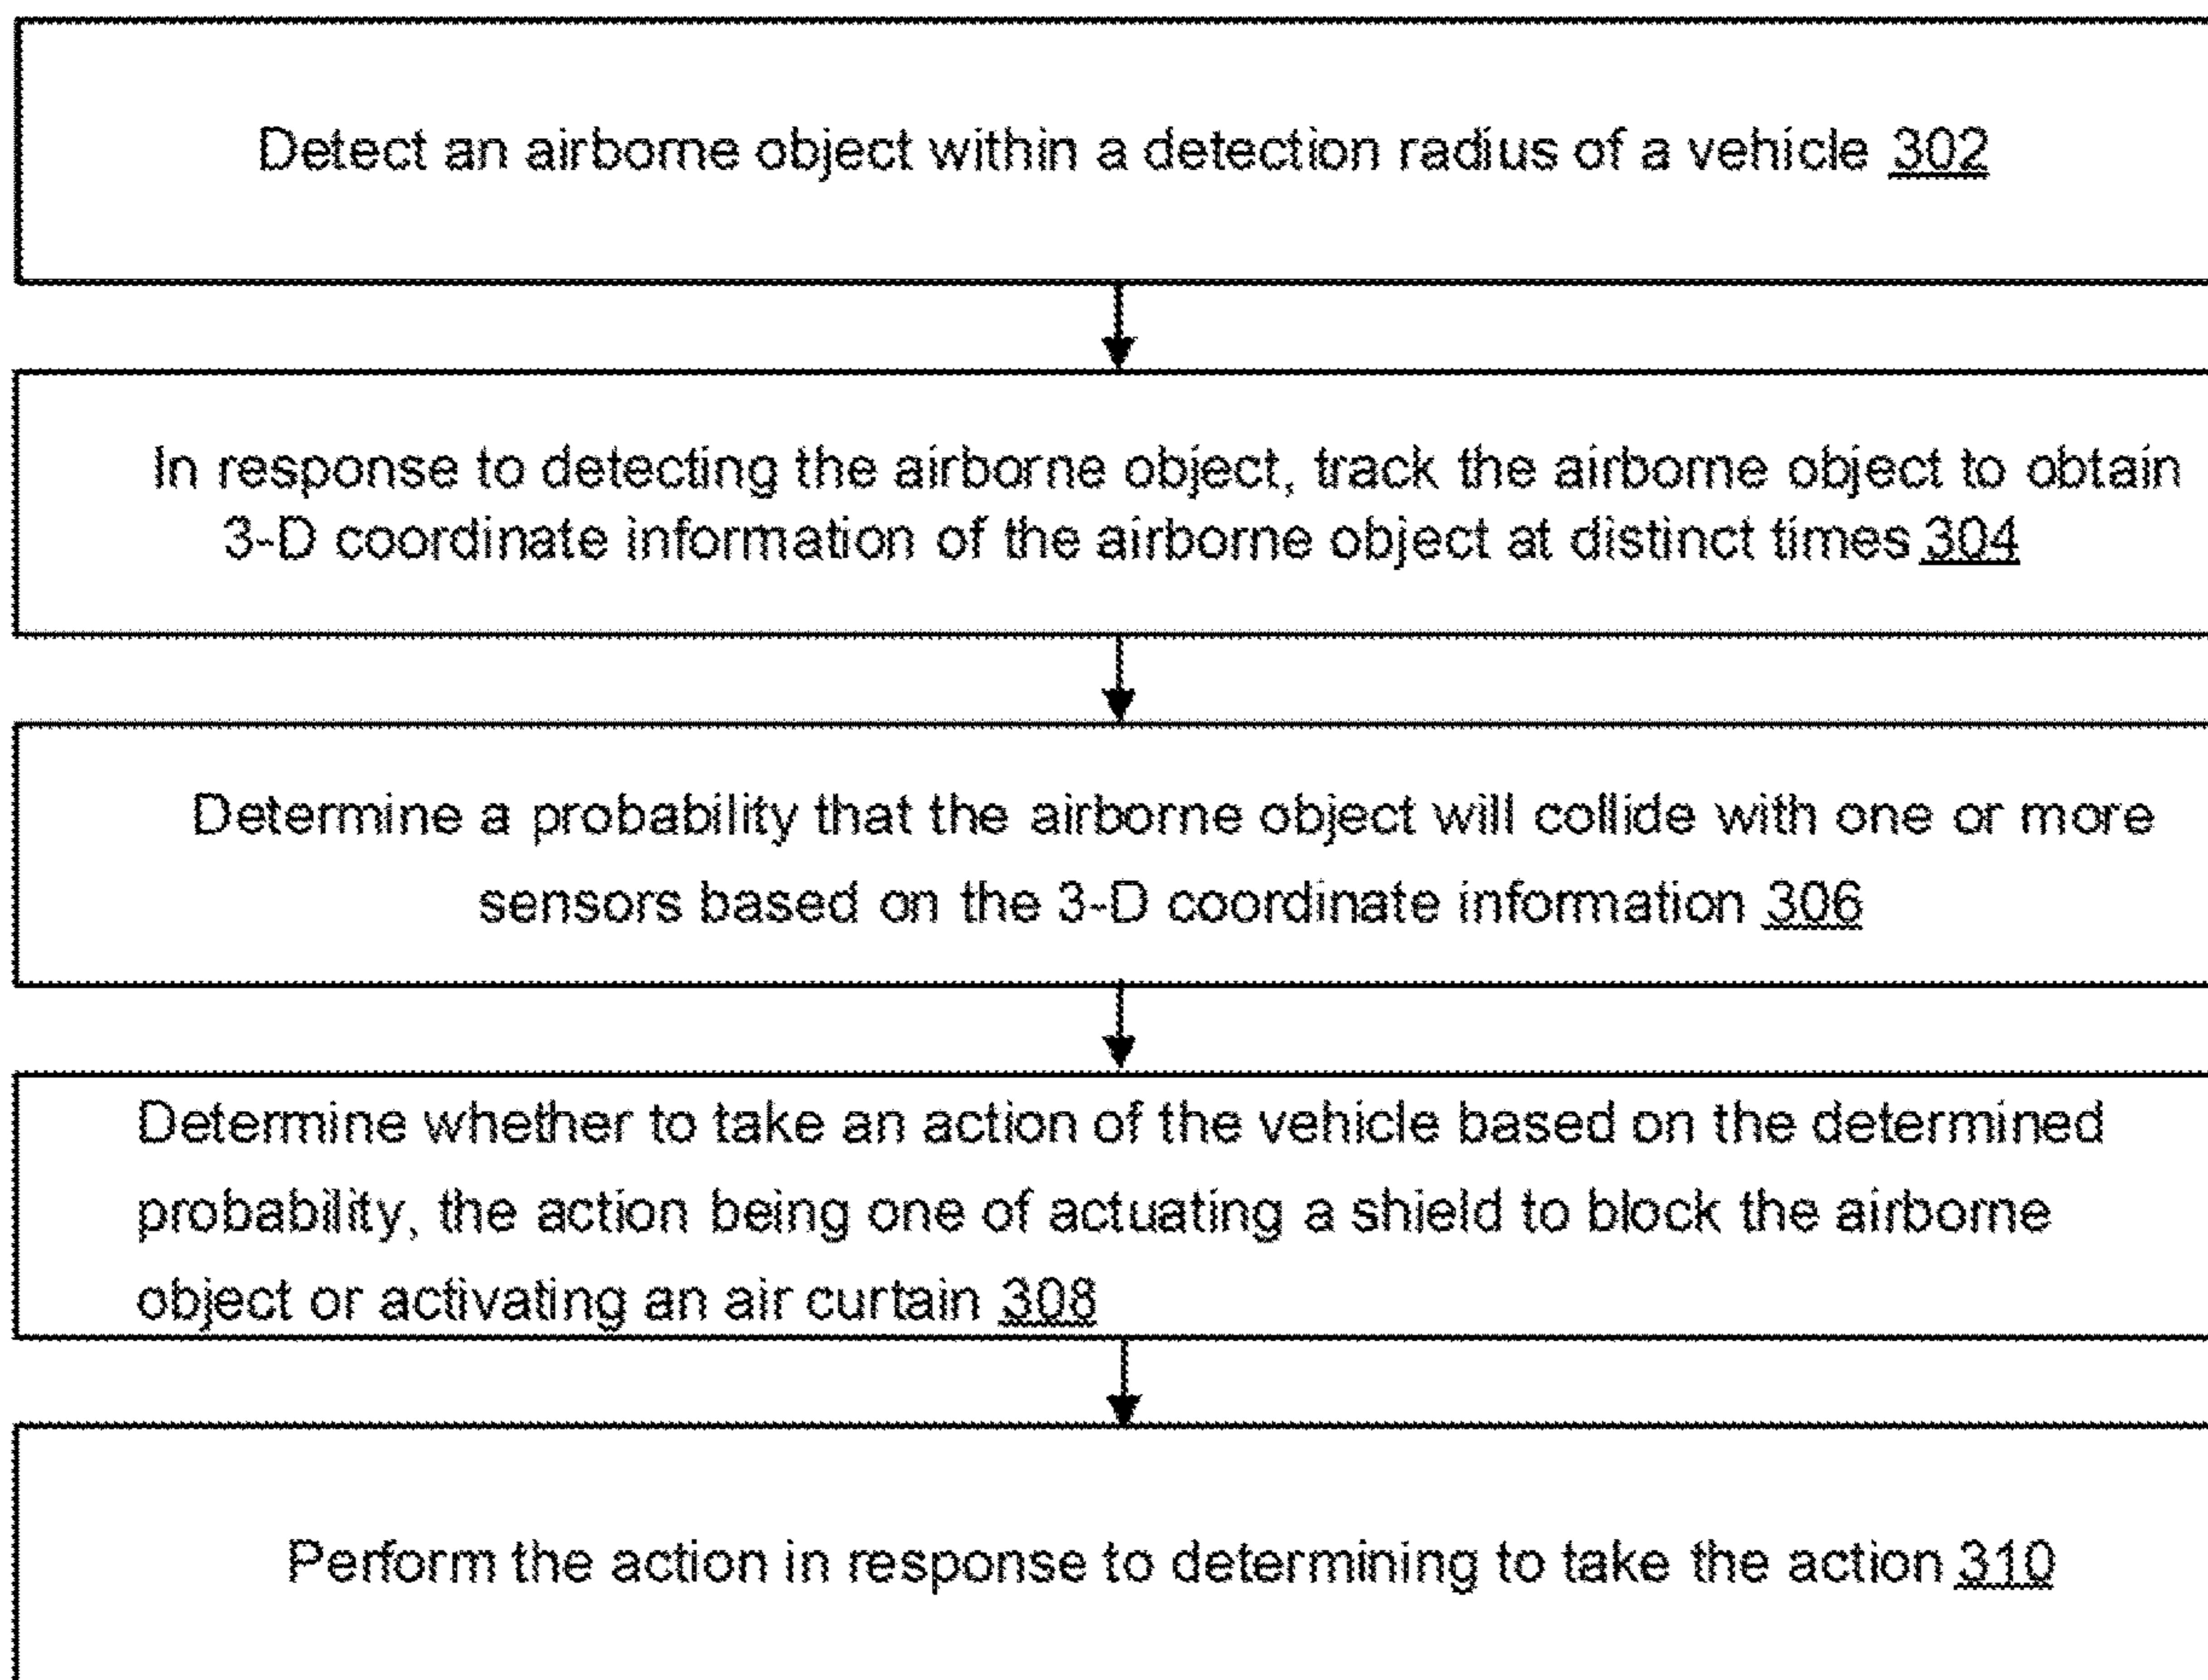 Detect an airborne object within a detection radius of a vehicle 302
In response to detecting the airborne object, track the airborne object to obtain
3-D coordinate information of the airborne object at distinct times 304
Determine a probability that the airborne object will collide with one or more
sensors based on the 3-D coordinate information 306
Determine whether to take an action of the vehicle based on the determined
probability, the action being one of actuating a shield to block the airborne
object or activating an air curtain 308
Perform the action in response to determining to take the action 310